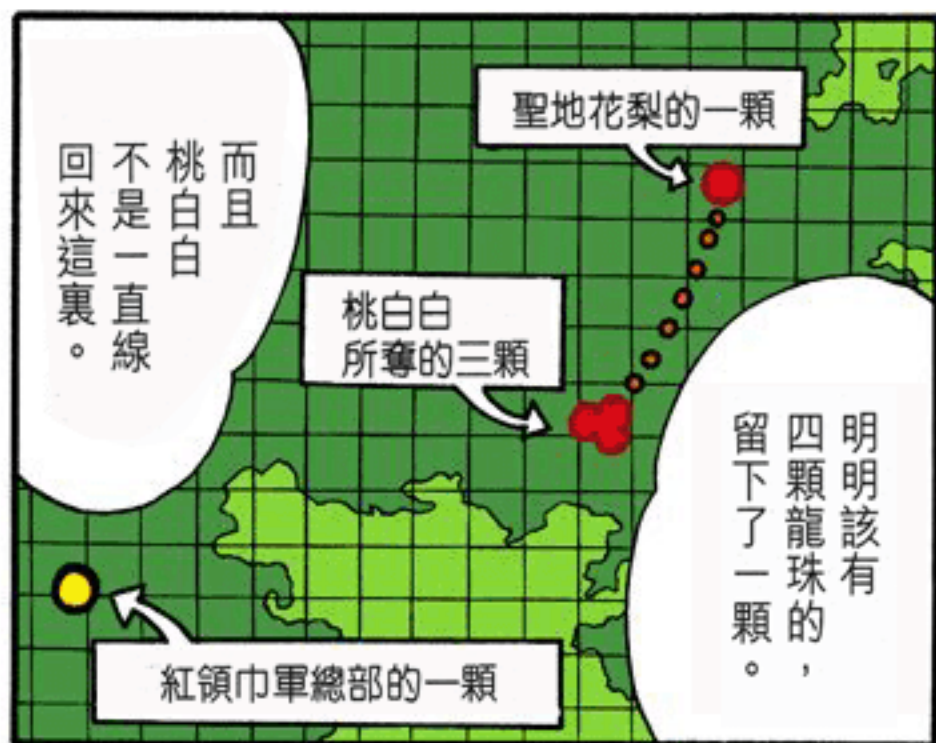 明明該有
四顆龍珠的，
留下了一顆。
聖地花梨的一顆
桃白白
所奪的三顆
而且
桃白白
不是一直線
回來這裏。
紅領巾軍總部的一顆